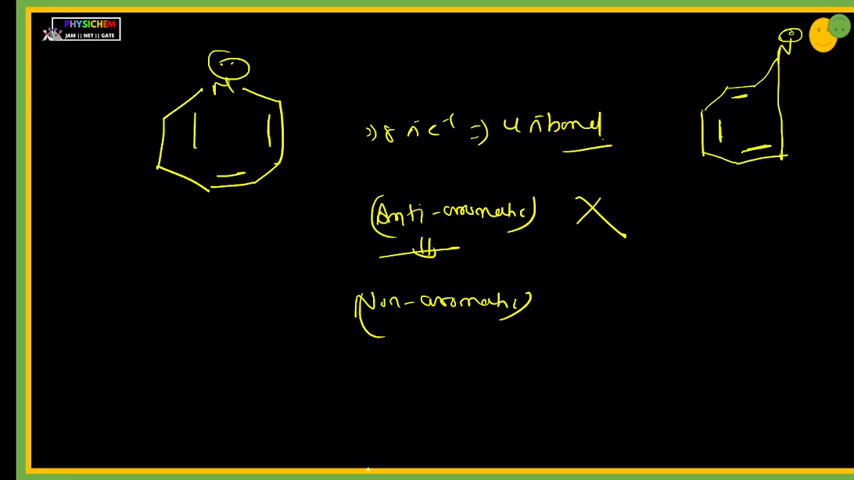 PHYSICHEM
JAM || NET || GATE
N
N
=> 8 π e⁻ => 4 π bond
(Anti-aromatic)
(Non-aromatic)